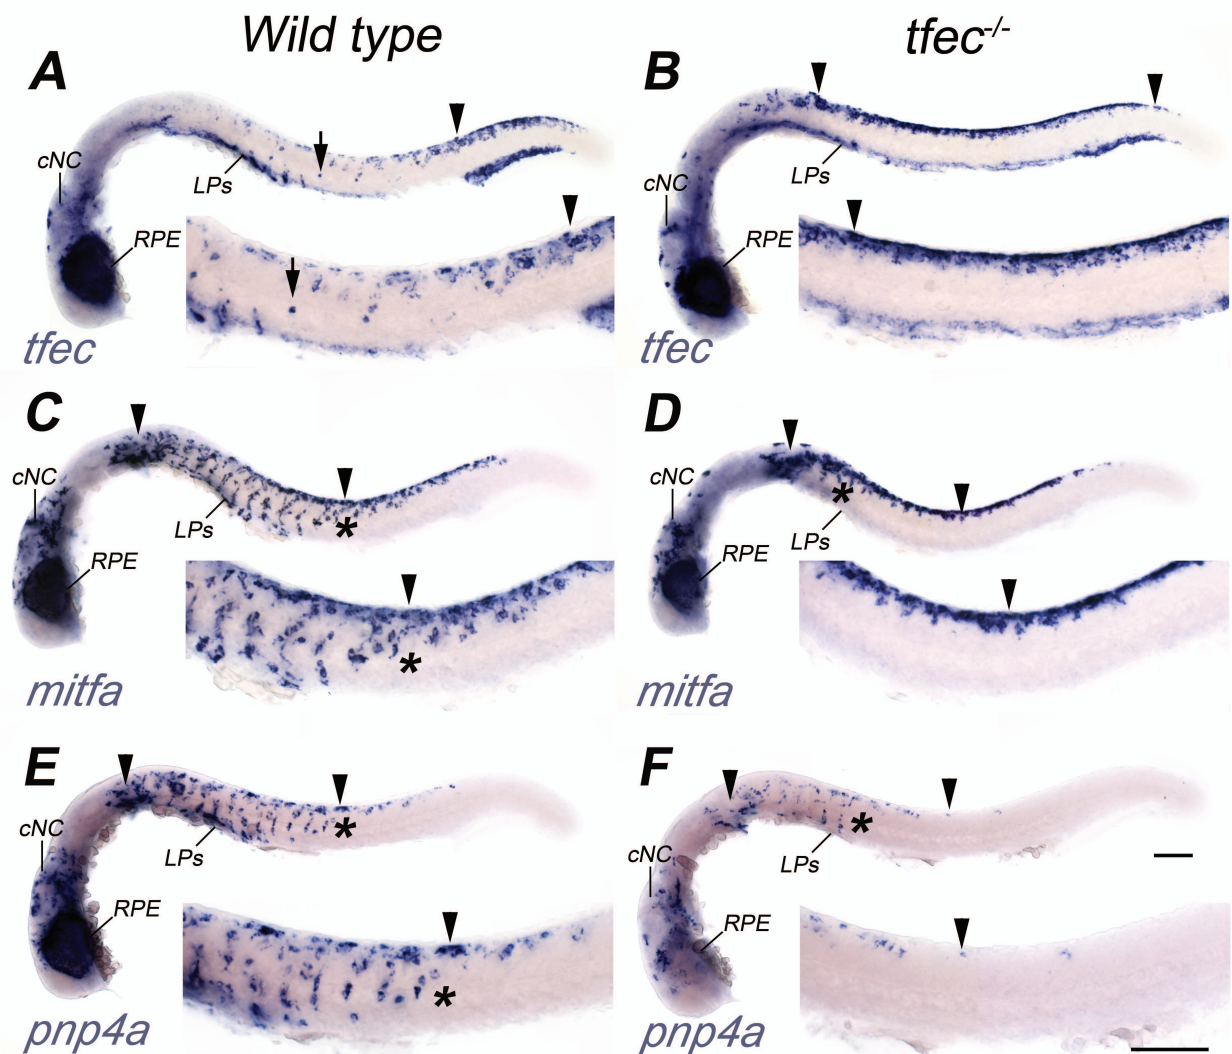 Wild type
tfec-/-
A
cNC
LPs
RPE
tfec
B
cNC
LPs
RPE
tfec
C
cNC
LPs
RPE
mitfa
*
*
D
cNC
LPs
RPE
mitfa
*
E
cNC
LPs
RPE
pnp4a
*
*
F
cNC
LPs
RPE
pnp4a
*